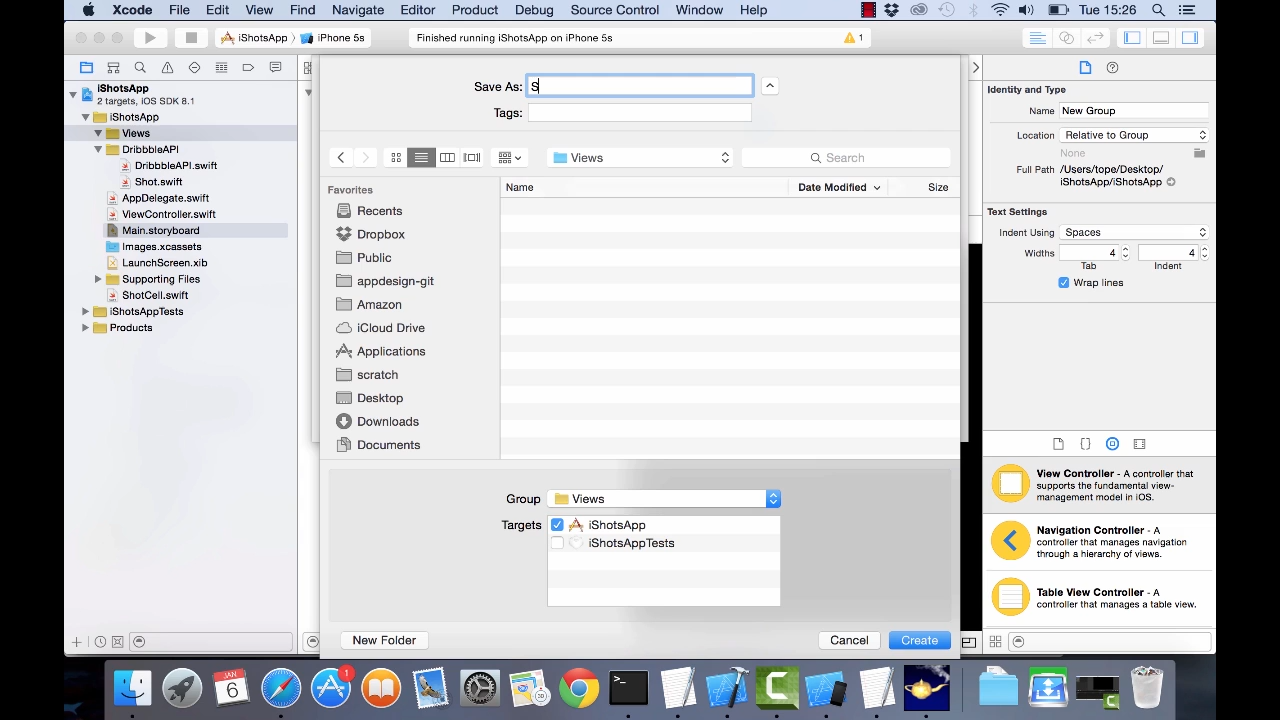 Xcode File Edit View Find Navigate Editor Product Debug Source Control Window Help Tue 15:26
iShotsApp iPhone 5s Finished running iShotsApp on iPhone 5s 1
iShotsApp
2 targets, iOS SDK 8.1
iShotsApp
Views
DribbbleAPI
DribbbleAPI.swift
Shot.swift
AppDelegate.swift
ViewController.swift
Main.storyboard
Images.xcassets
LaunchScreen.xib
Supporting Files
ShotCell.swift
iShotsAppTests
Products
Save As: S
Tags:
Views Search
Favorites
Recents
Dropbox
Public
appdesign-git
Amazon
iCloud Drive
Applications
scratch
Desktop
Downloads
Documents
Name Date Modified Size
Group Views
Targets iShotsApp
iShotsAppTests
New Folder Cancel Create
Identity and Type
Name New Group
Location Relative to Group
None
Full Path /Users/tope/Desktop/
iShotsApp/iShotsApp
Text Settings
Indent Using Spaces
Widths 4 4
Tab Indent
Wrap lines
View Controller - A controller that
supports the fundamental view-
management model in iOS.
Navigation Controller - A
controller that manages navigation
through a hierarchy of views.
Table View Controller - A
controller that manages a table view.
JAN
6
1